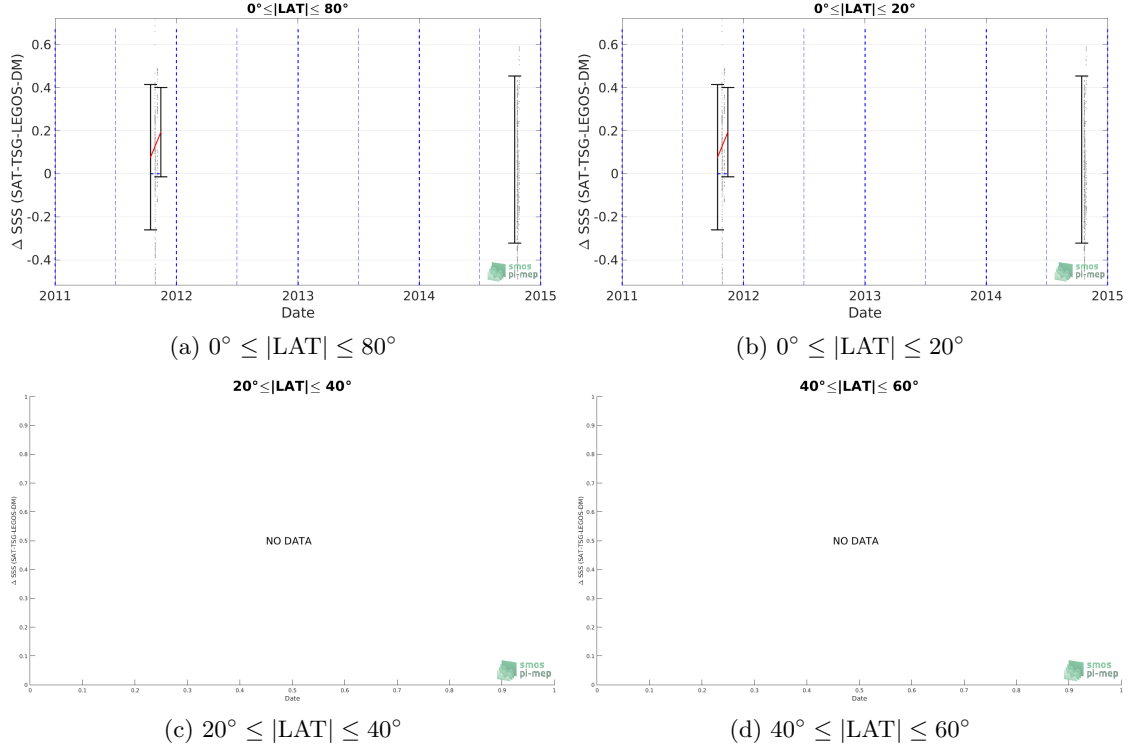 0°≤|LAT|≤ 80°
Δ SSS (SAT-TSG-LEGOS-DM)
0.6
0.4
0.2
0
-0.2
-0.4
2011 2012 2013 2014 2015
Date
smos
pi-mep
(a) 0° ≤ |LAT| ≤ 80°
0°≤|LAT|≤ 20°
Δ SSS (SAT-TSG-LEGOS-DM)
0.6
0.4
0.2
0
-0.2
-0.4
2011 2012 2013 2014 2015
Date
smos
pi-mep
(b) 0° ≤ |LAT| ≤ 20°
20°≤|LAT|≤ 40°
Δ SSS (SAT-TSG-LEGOS-DM)
1
0.9
0.8
0.7
0.6
0.5
0.4
0.3
0.2
0.1
0
NO DATA
0 0.1 0.2 0.3 0.4 0.5 0.6 0.7 0.8 0.9 1
Date
smos
pi-mep
(c) 20° ≤ |LAT| ≤ 40°
40°≤|LAT|≤ 60°
Δ SSS (SAT-TSG-LEGOS-DM)
1
0.9
0.8
0.7
0.6
0.5
0.4
0.3
0.2
0.1
0
NO DATA
0 0.1 0.2 0.3 0.4 0.5 0.6 0.7 0.8 0.9 1
Date
smos
pi-mep
(d) 40° ≤ |LAT| ≤ 60°